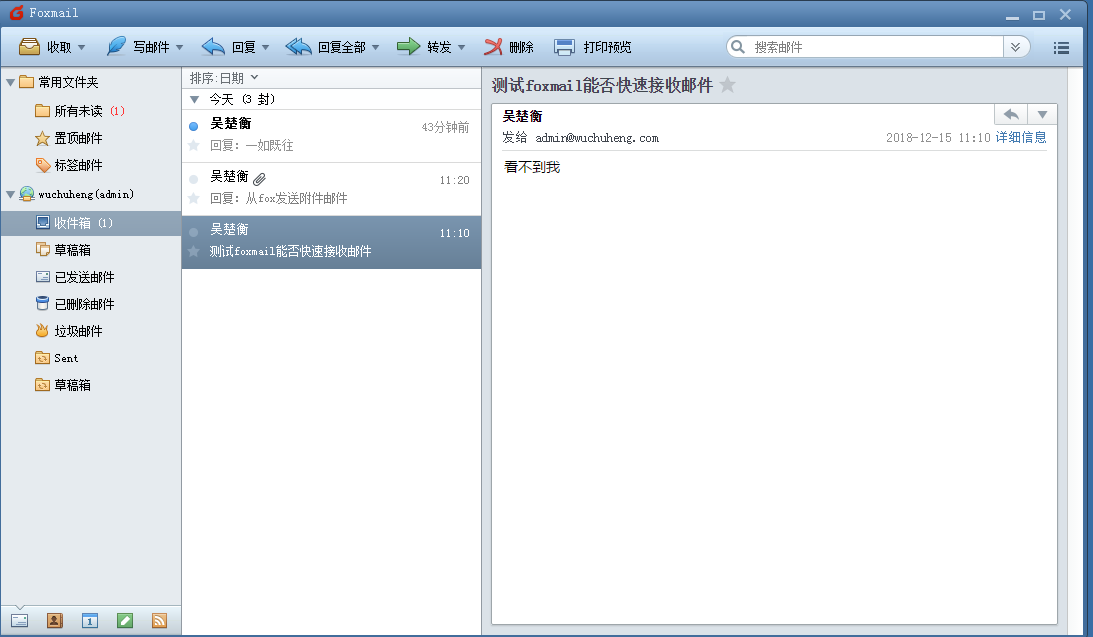 Foxmail
收取 写邮件 回复 回复全部 转发 删除 打印预览 搜索邮件
常用文件夹
所有未读 (1)
置顶邮件
标签邮件
wuchuheng(admin)
收件箱 (1)
草稿箱
已发送邮件
已删除邮件
垃圾邮件
Sent
草稿箱
1
排序:日期
今天 (3 封)
吴楚衡 43分钟前
回复: 一如既往
吴楚衡 11:20
回复: 从fox发送附件邮件
吴楚衡 11:10
测试foxmail能否快速接收邮件
测试foxmail能否快速接收邮件
吴楚衡
发给 admin@wuchuheng.com 2018-12-15 11:10 详细信息
看不到我